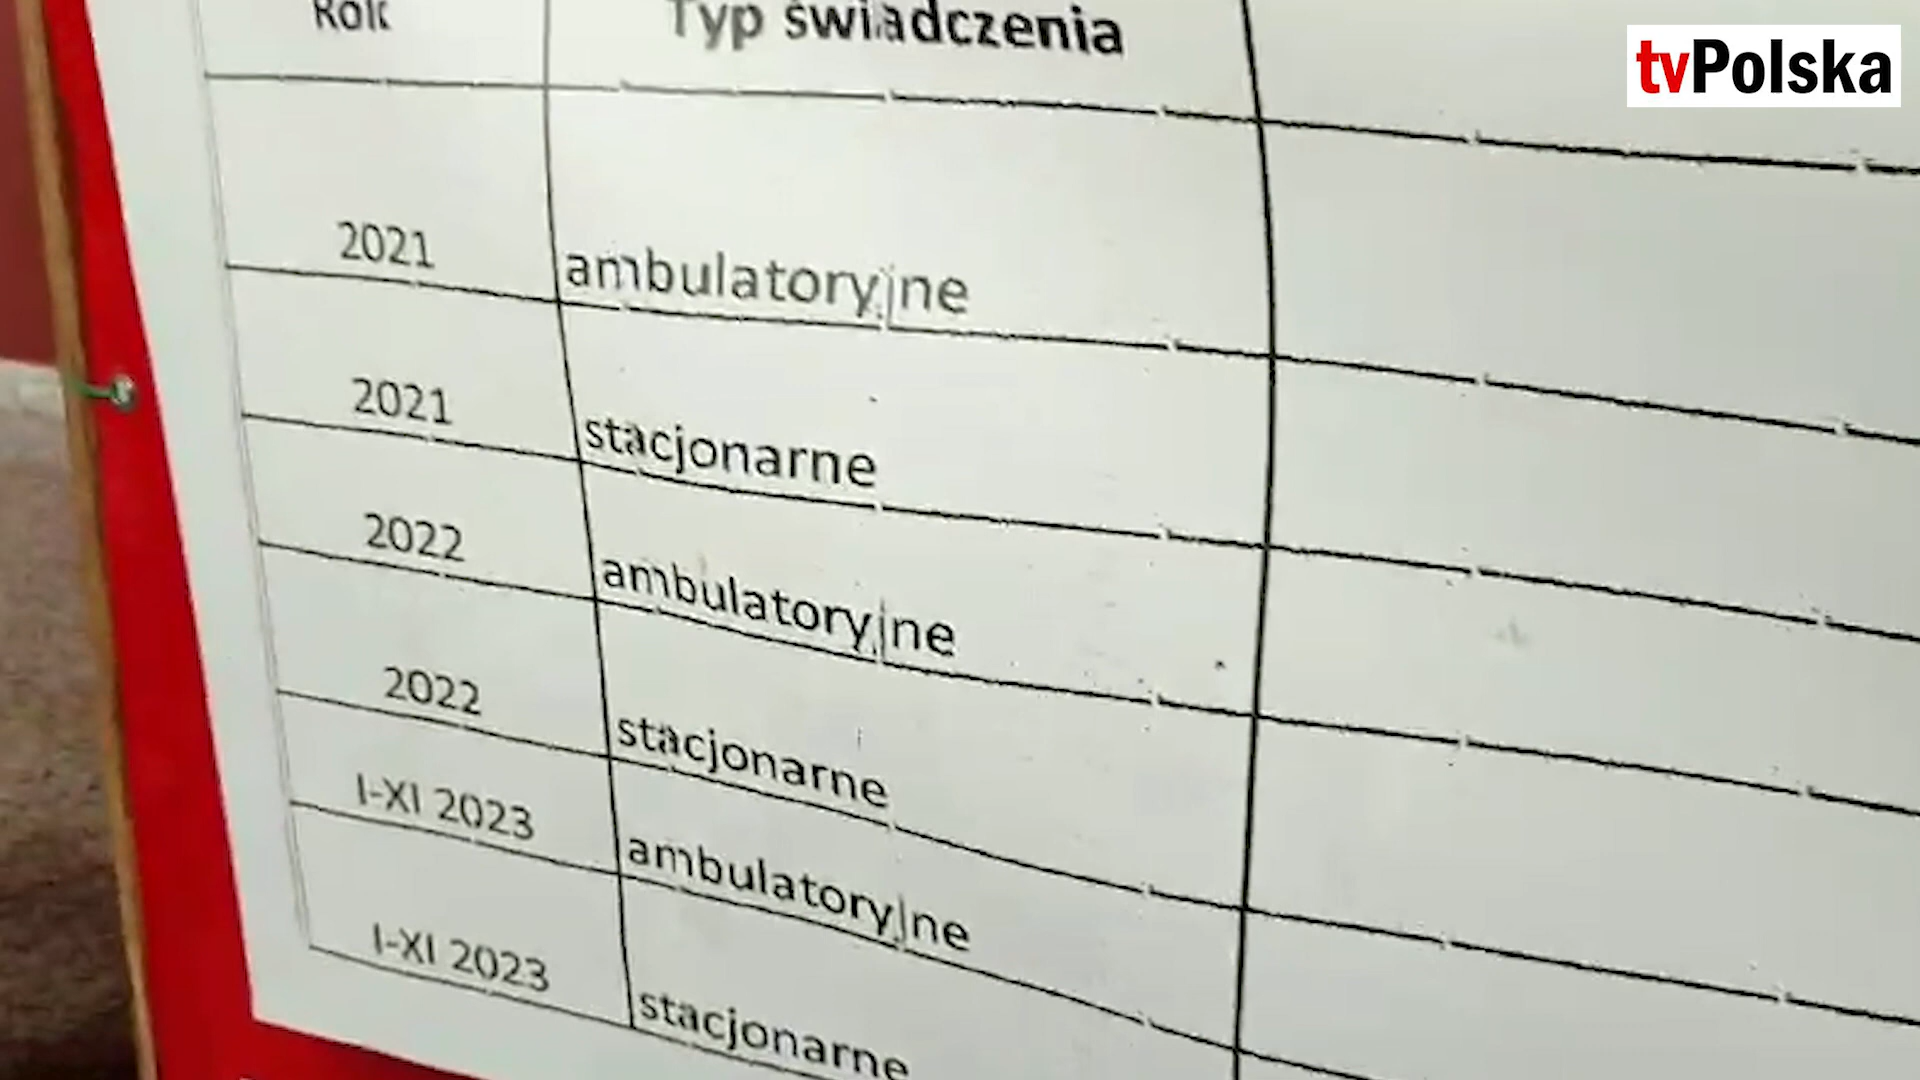 tvPolska
Rok Typ świadczenia
2021 ambulatoryjne
2021 stacjonarne
2022 ambulatoryjne
2022 stacjonarne
I-XI 2023 ambulatoryjne
I-XI 2023 stacjonarne